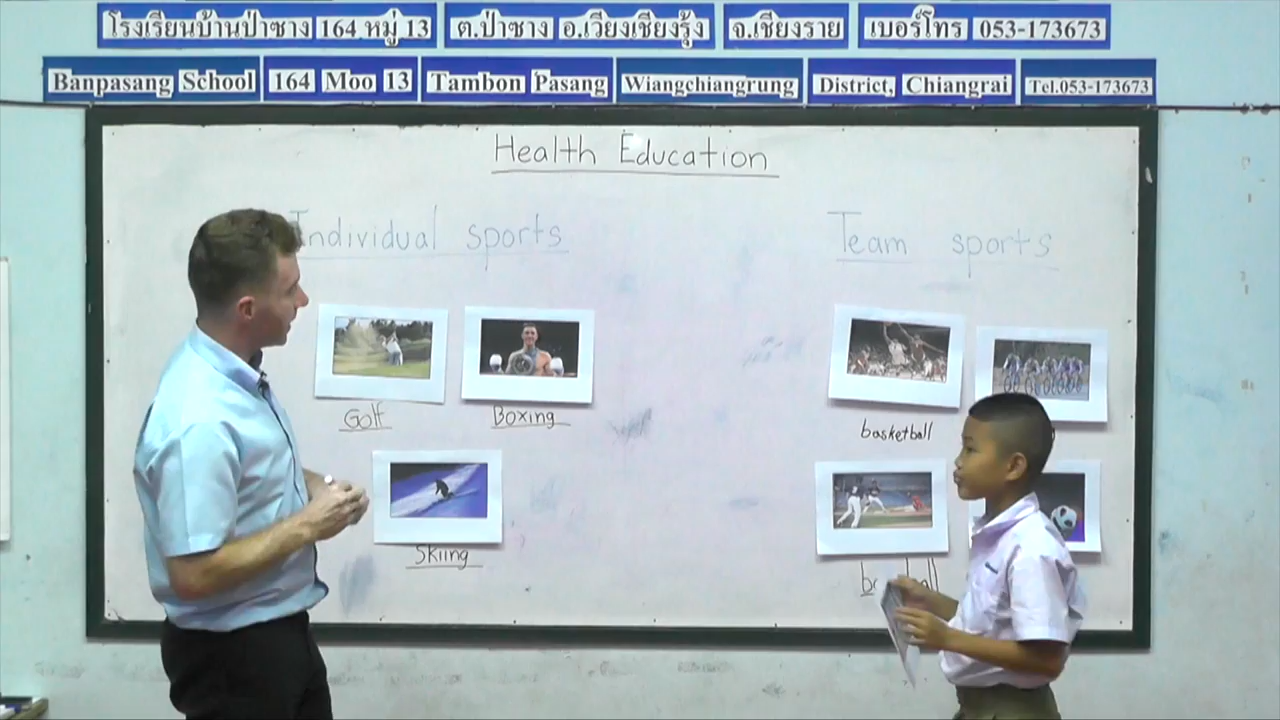 โรงเรียนบ้านป่าซาง 164 หมู่ 13 ต.ป่าซาง อ.เวียงเชียงรุ้ง จ.เชียงราย เบอร์โทร 053-173673
Banpasang School 164 Moo 13 Tambon Pasang Wiangchiangrung District, Chiangrai Tel.053-173673
Health Education
Individual sports Team sports
Golf Boxing basketball
Skiing